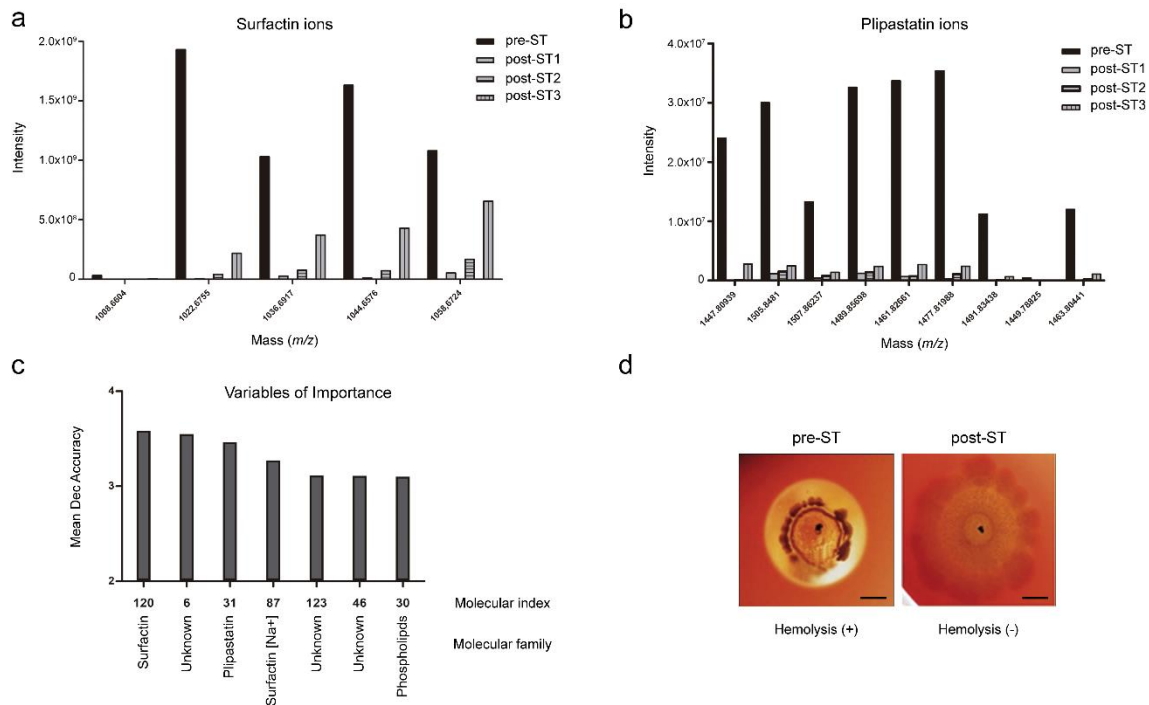 a
Surfactin ions
2.0x10⁹
1.5x10⁹
1.0x10⁹
5.0x10⁸
0
Intensity
pre-ST
post-ST1
post-ST2
post-ST3
1008,6604
1022,6755
1036,6917
1044,6576
1058,6724
Mass (m/z)
b
Plipastatin ions
4.0x10⁷
3.0x10⁷
2.0x10⁷
1.0x10⁷
0
Intensity
pre-ST
post-ST1
post-ST2
post-ST3
1447.80939
1505.8481
1507.86237
1489.85698
1461.82661
1477.81988
1491.83438
1449.78825
1463.80441
Mass (m/z)
c
Variables of Importance
4
3
2
Mean Dec Accuracy
120 6 31 87 123 46 30 Molecular index
Surfactin
Unknown
Plipastatin
Surfactin [Na+]
Unknown
Unknown
Phospholipds
Molecular family
d
pre-ST post-ST
Hemolysis (+) Hemolysis (-)